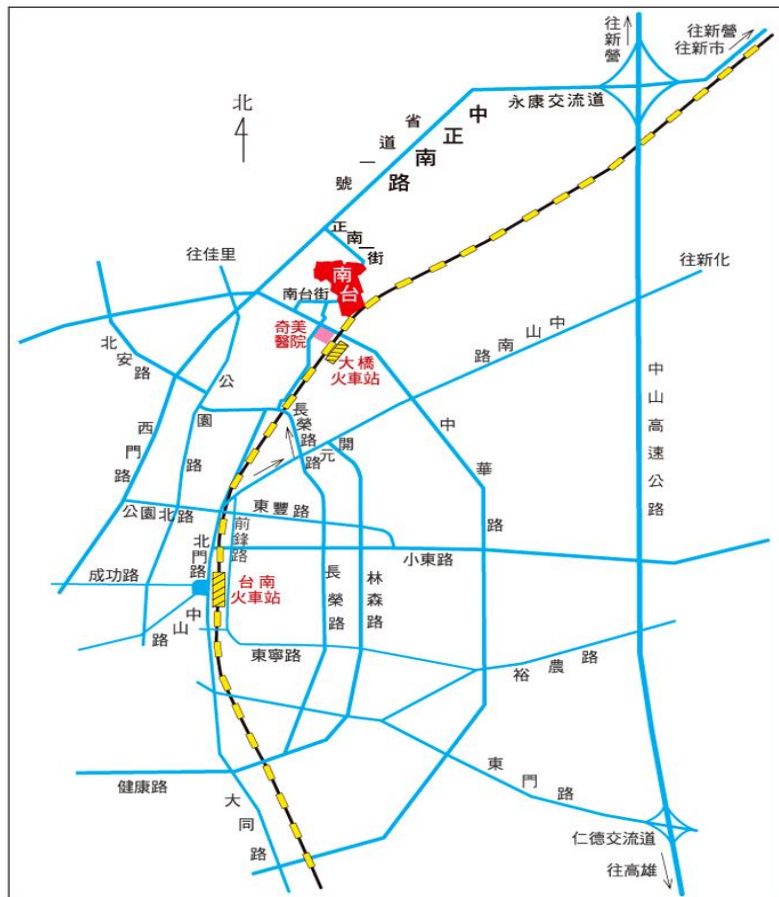 往新營
往新營
往新市
永康交流道
北
省道一號
中正南路
正南一街
往佳里
南台
南台街
往新化
奇美
醫院
大橋
火車站
中山南路
北安路
公園路
西門路
長榮路
開元路
中華路
中山高速公路
公園北路
東豐路
前鋒路
北門路
小東路
成功路
台南
火車站
長榮路
林森路
中山路
東寧路
裕農路
健康路
大同路
東門路
仁德交流道
往高雄